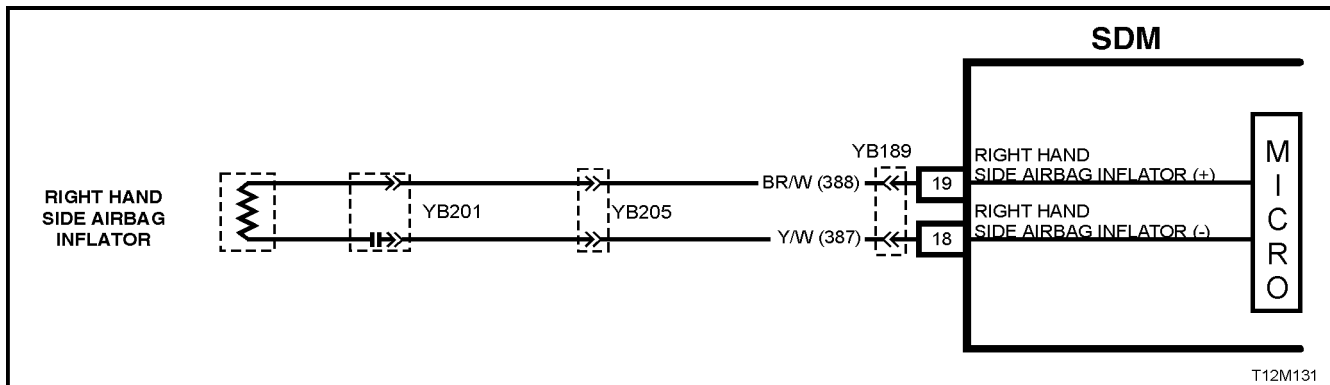 SDM
YB189
RIGHT HAND
SIDE AIRBAG INFLATOR (+)
BR/W (388)
19
RIGHT HAND
SIDE AIRBAG
INFLATOR
YB201
YB205
RIGHT HAND
SIDE AIRBAG INFLATOR (-)
Y/W (387)
18
MICRO
T12M131